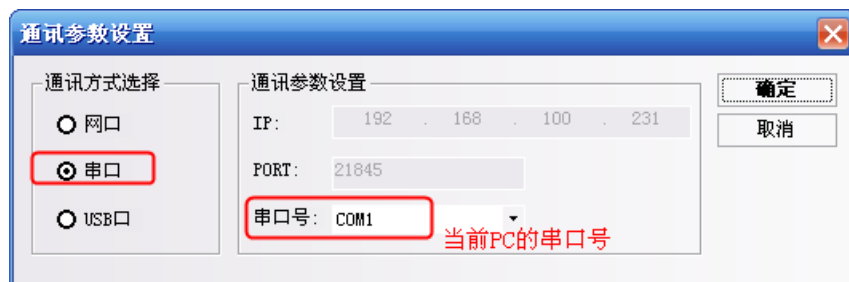 通讯参数设置
通讯方式选择
网口
串口
USB口
通讯参数设置
IP: 192 . 168 . 100 . 231
PORT: 21845
串口号: COM1
当前PC的串口号
确定
取消